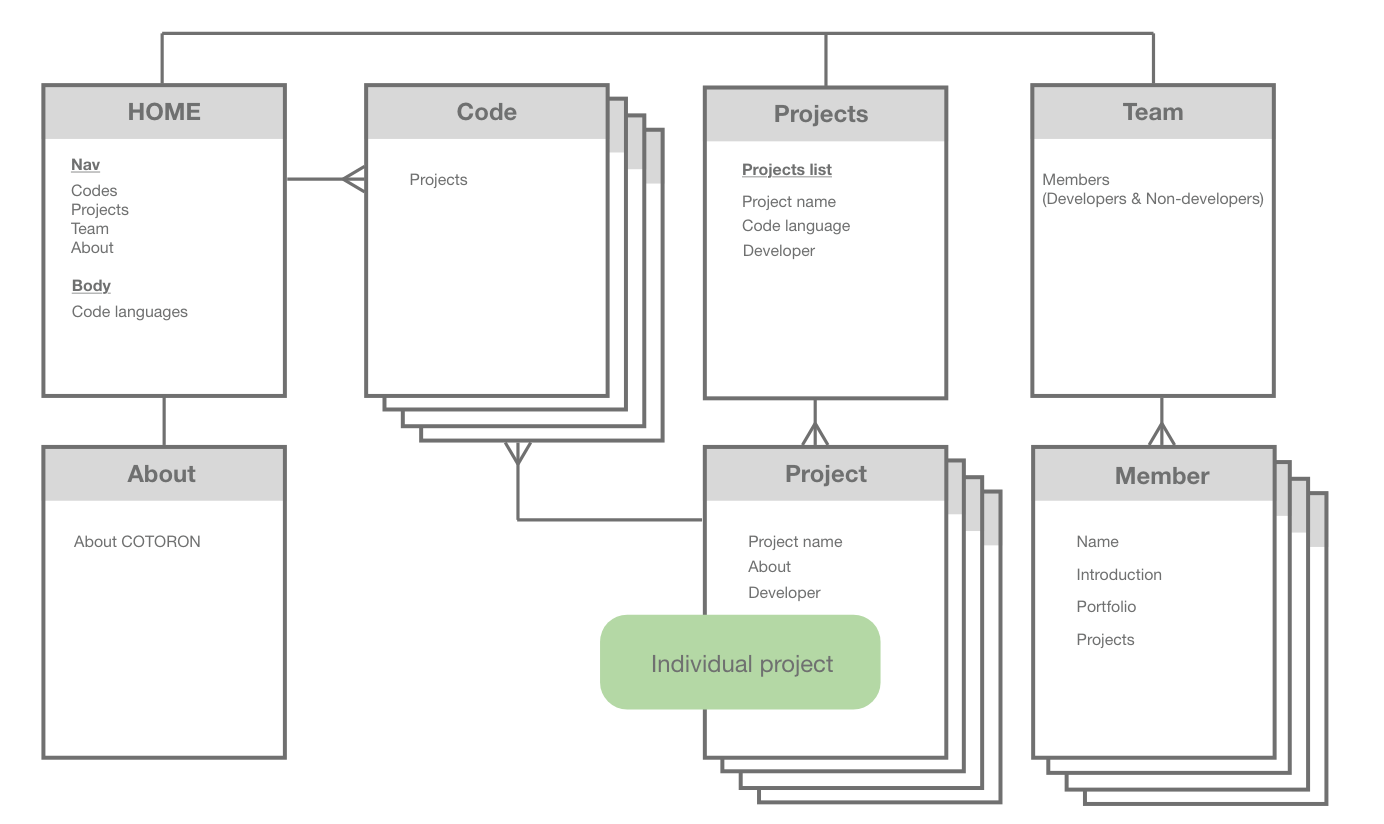 HOME
Nav
Codes
Projects
Team
About
Body
Code languages
Code
Projects
Projects
Projects list
Project name
Code language
Developer
Team
Members
(Developers & Non-developers)
About
About COTORON
Project
Project name
About
Developer
Individual project
Member
Name
Introduction
Portfolio
Projects